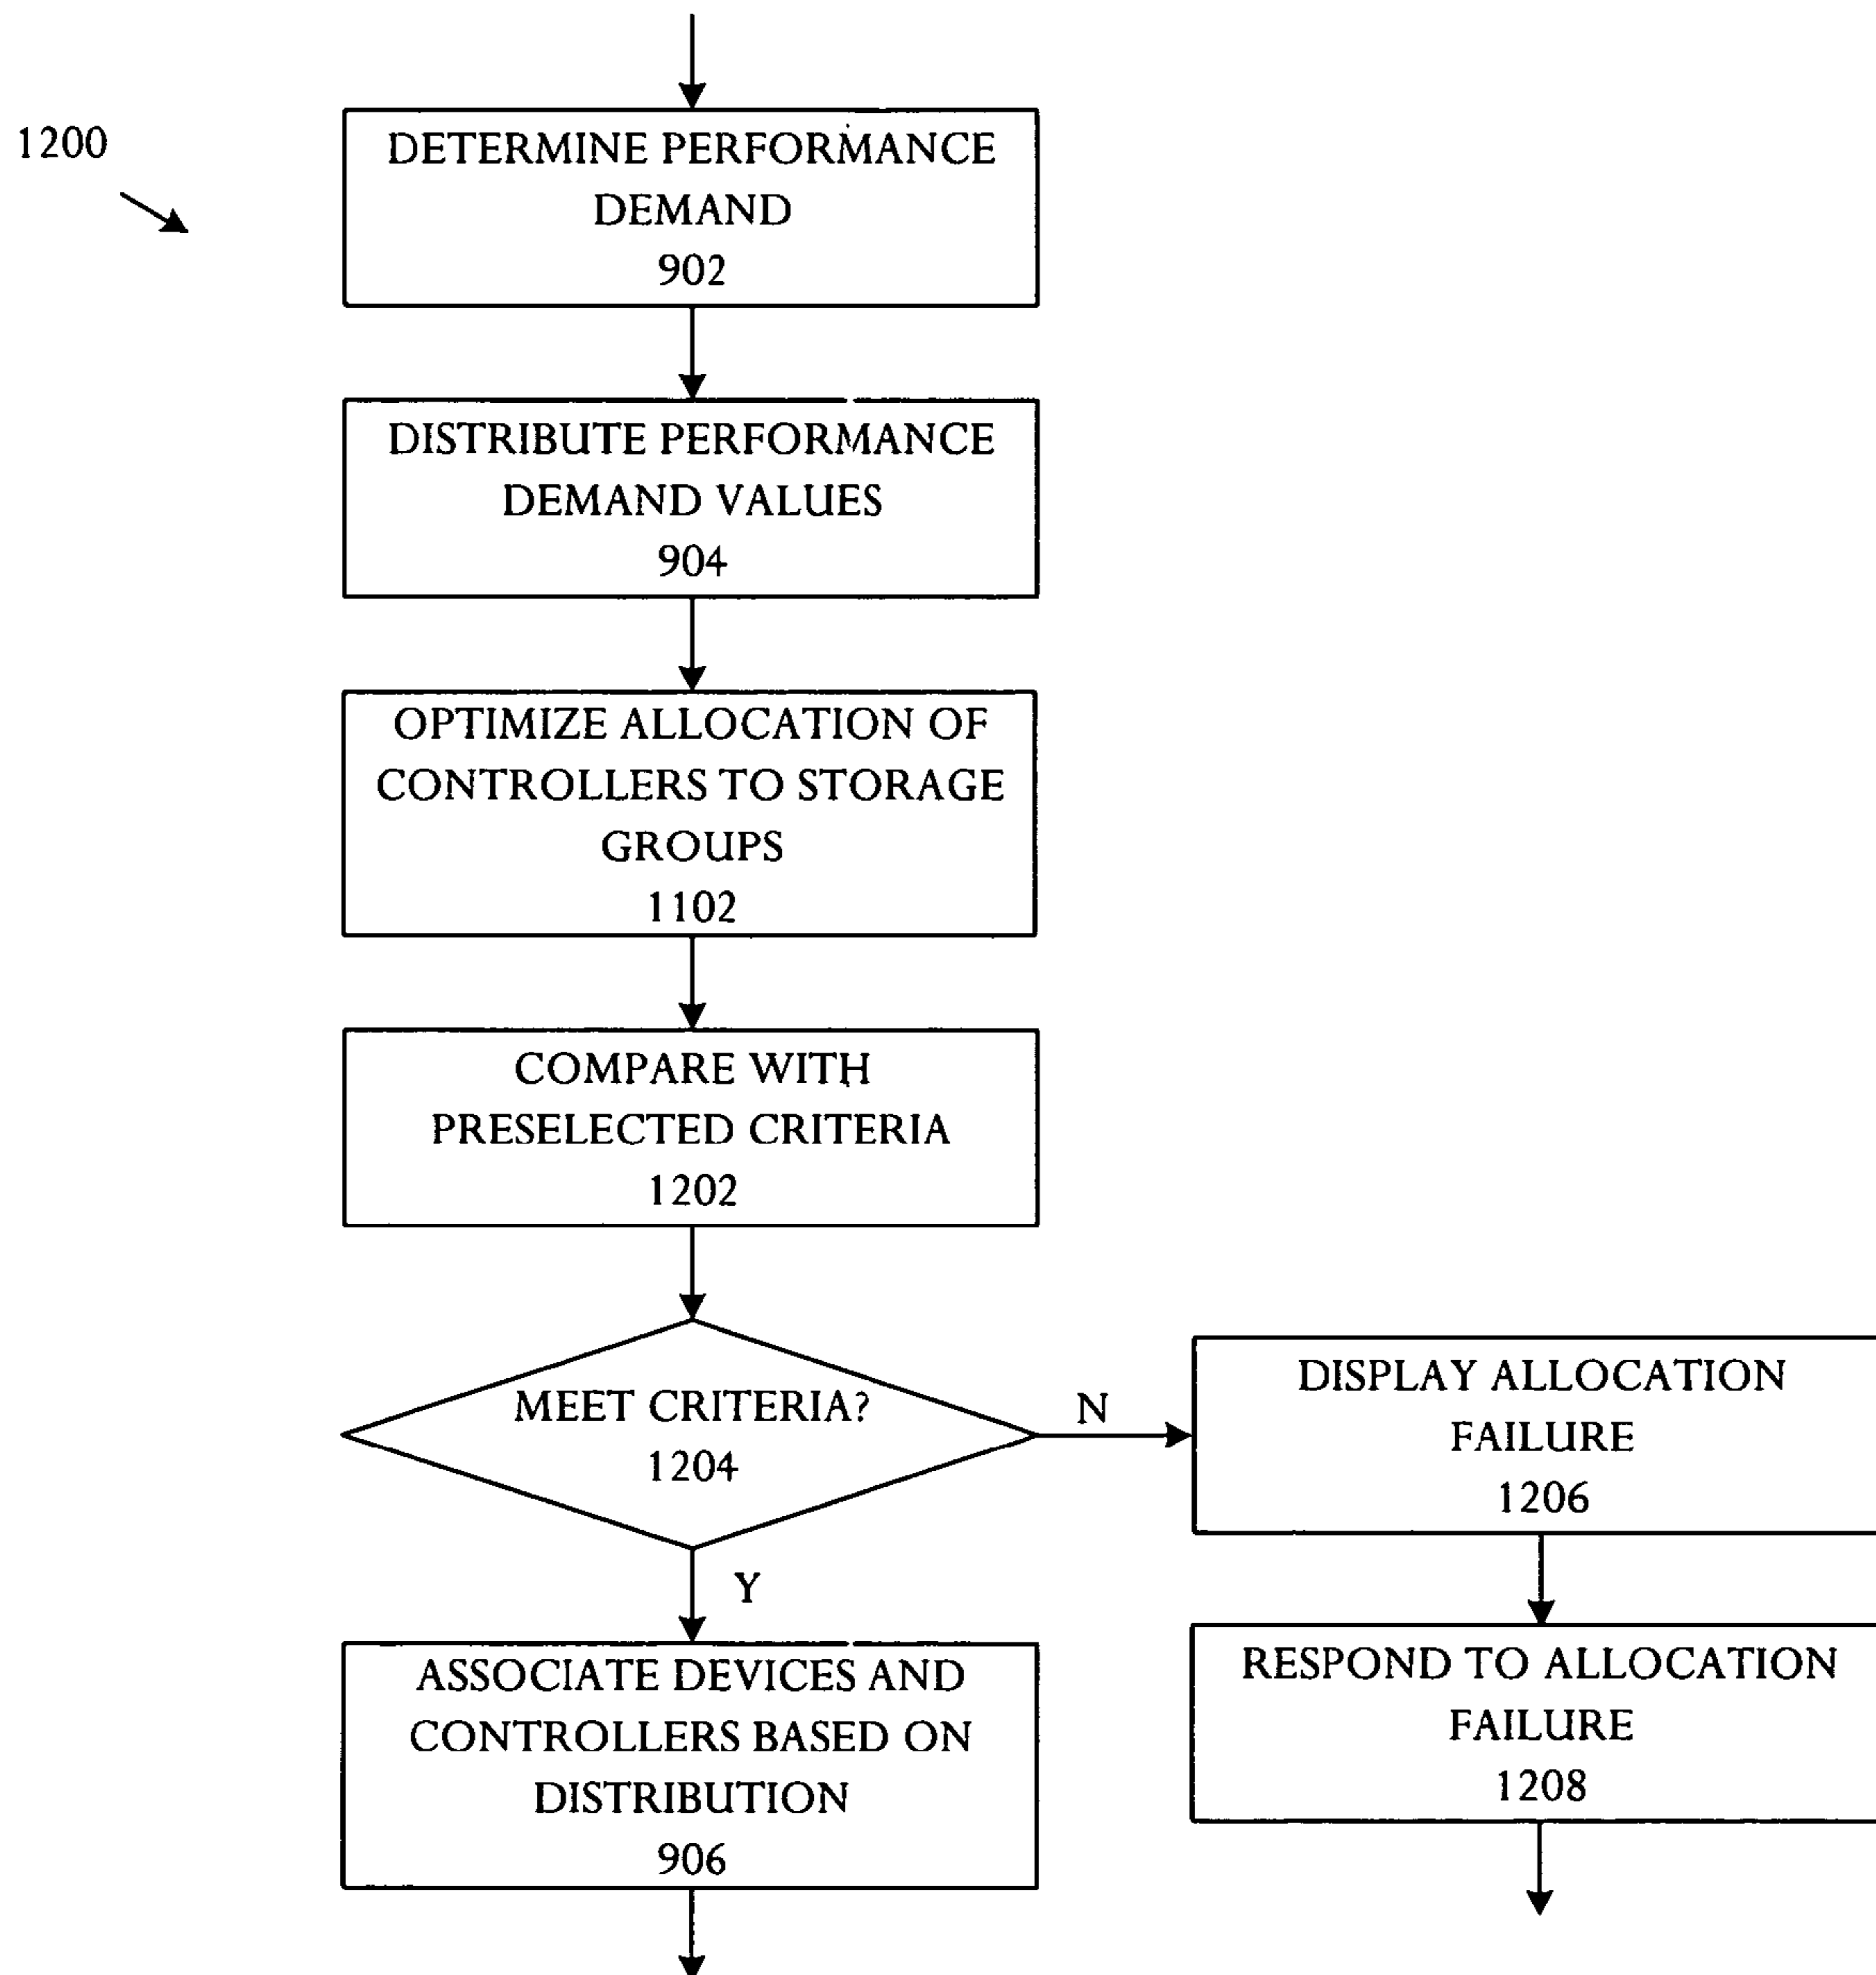 1200
DETERMINE PERFORMANCE
DEMAND
902
DISTRIBUTE PERFORMANCE
DEMAND VALUES
904
OPTIMIZE ALLOCATION OF
CONTROLLERS TO STORAGE
GROUPS
1102
COMPARE WITH
PRESELECTED CRITERIA
1202
MEET CRITERIA?
1204
N
DISPLAY ALLOCATION
FAILURE
1206
Y
RESPOND TO ALLOCATION
FAILURE
1208
ASSOCIATE DEVICES AND
CONTROLLERS BASED ON
DISTRIBUTION
906